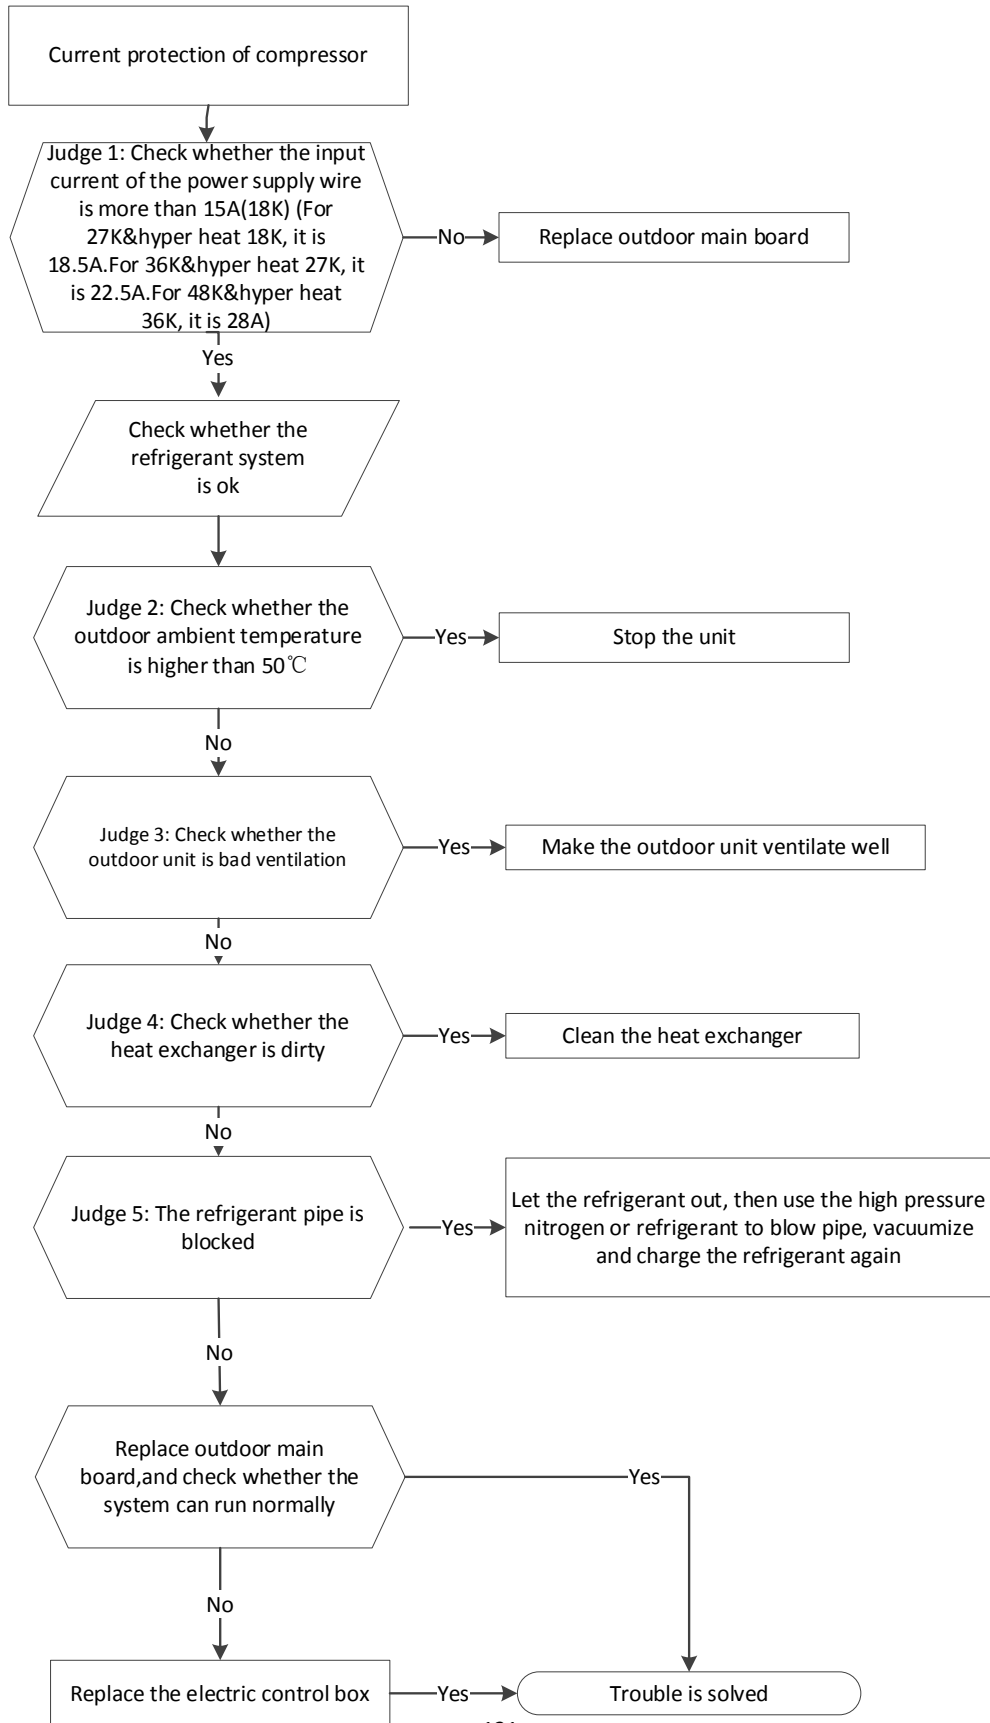 Current protection of compressor
Judge 1: Check whether the input
current of the power supply wire
is more than 15A(18K) (For
27K&hyper heat 18K, it is
18.5A.For 36K&hyper heat 27K, it
is 22.5A.For 48K&hyper heat
36K, it is 28A)
No
Replace outdoor main board
Yes
Check whether the
refrigerant system
is ok
Judge 2: Check whether the
outdoor ambient temperature
is higher than 50℃
Yes
Stop the unit
No
Judge 3: Check whether the
outdoor unit is bad ventilation
Yes
Make the outdoor unit ventilate well
No
Judge 4: Check whether the
heat exchanger is dirty
Yes
Clean the heat exchanger
No
Judge 5: The refrigerant pipe is
blocked
Yes
Let the refrigerant out, then use the high pressure
nitrogen or refrigerant to blow pipe, vacuumize
and charge the refrigerant again
No
Replace outdoor main
board,and check whether the
system can run normally
Yes
No
Replace the electric control box
Yes
Trouble is solved